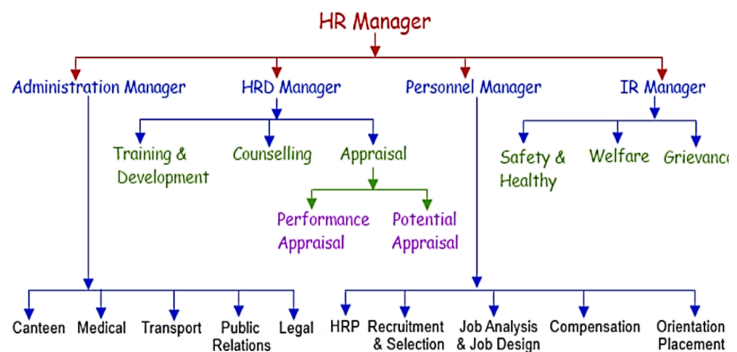 HR Manager
Administration Manager HRD Manager Personnel Manager IR Manager
Training & Counselling Appraisal Safety & Welfare Grievance
Development Healthy
Performance Potential
Appraisal Appraisal
Canteen Medical Transport Public Legal HRP Recruitment Job Analysis Compensation Orientation
Relations & Selection & Job Design Placement